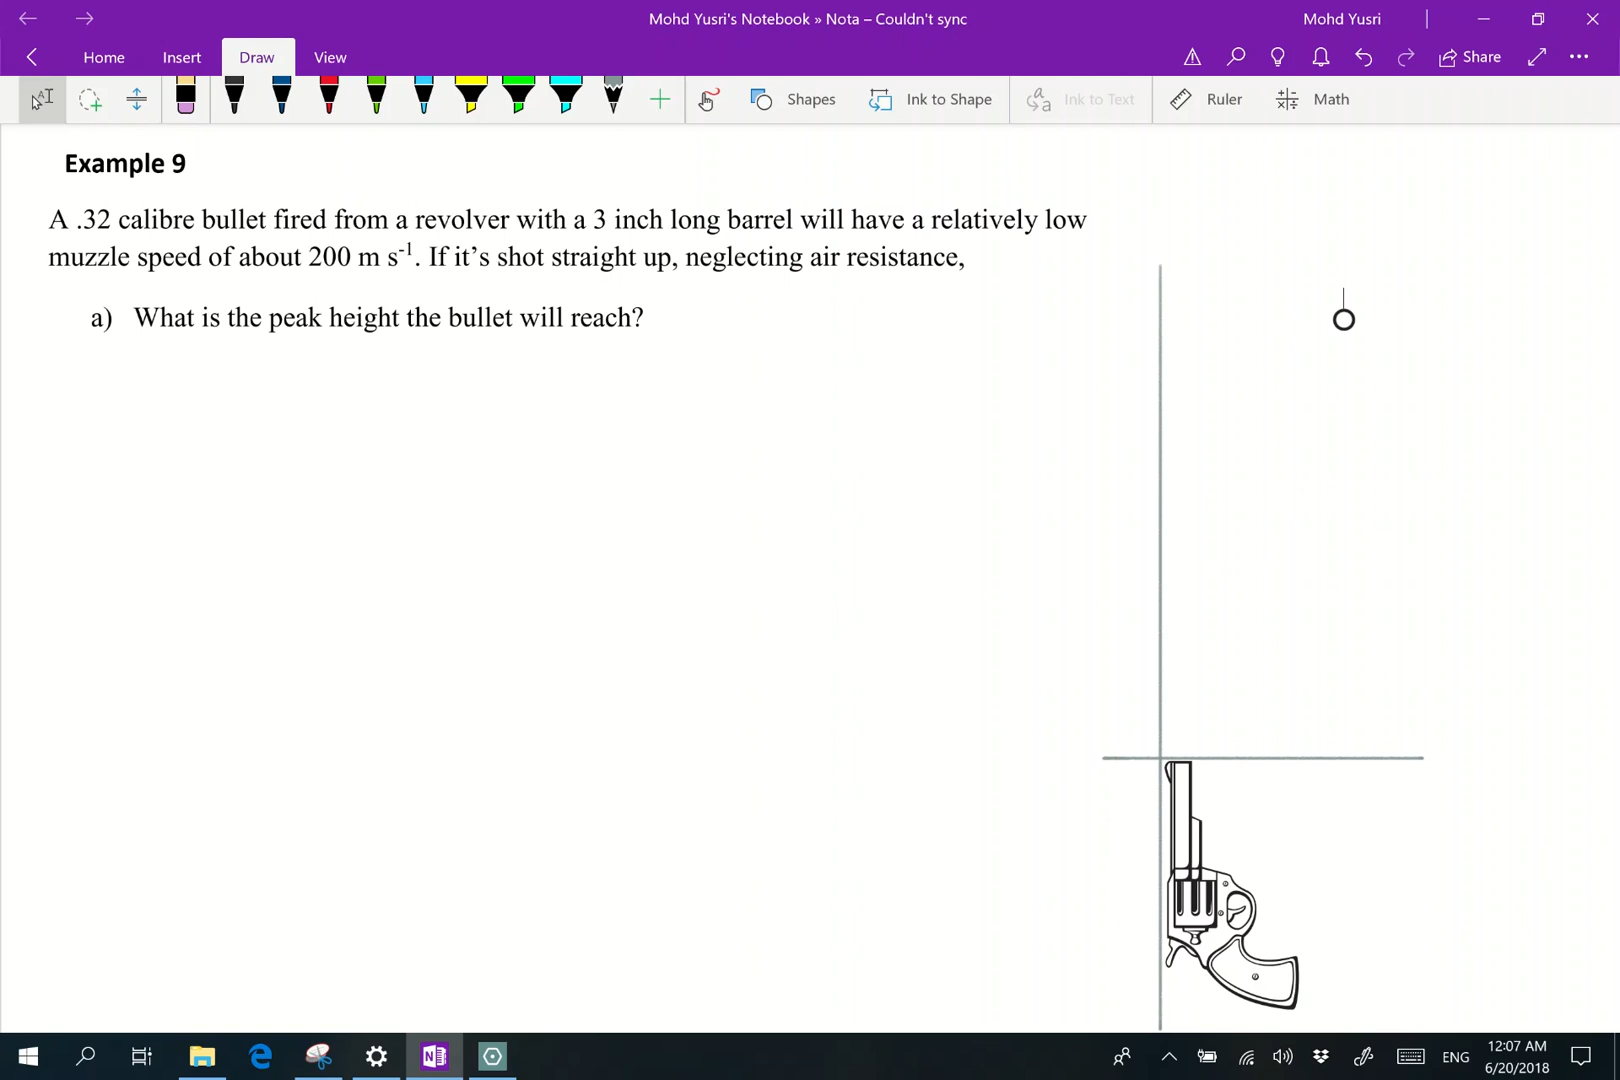 Mohd Yusri's Notebook » Nota – Couldn't sync
Mohd Yusri
Home
Insert
Draw
View
Share
Shapes
Ink to Shape
Ink to Text
Ruler
Math
Example 9
A .32 calibre bullet fired from a revolver with a 3 inch long barrel will have a relatively low
muzzle speed of about 200 m s⁻¹. If it’s shot straight up, neglecting air resistance,
a) What is the peak height the bullet will reach?
ENG
12:07 AM
6/20/2018